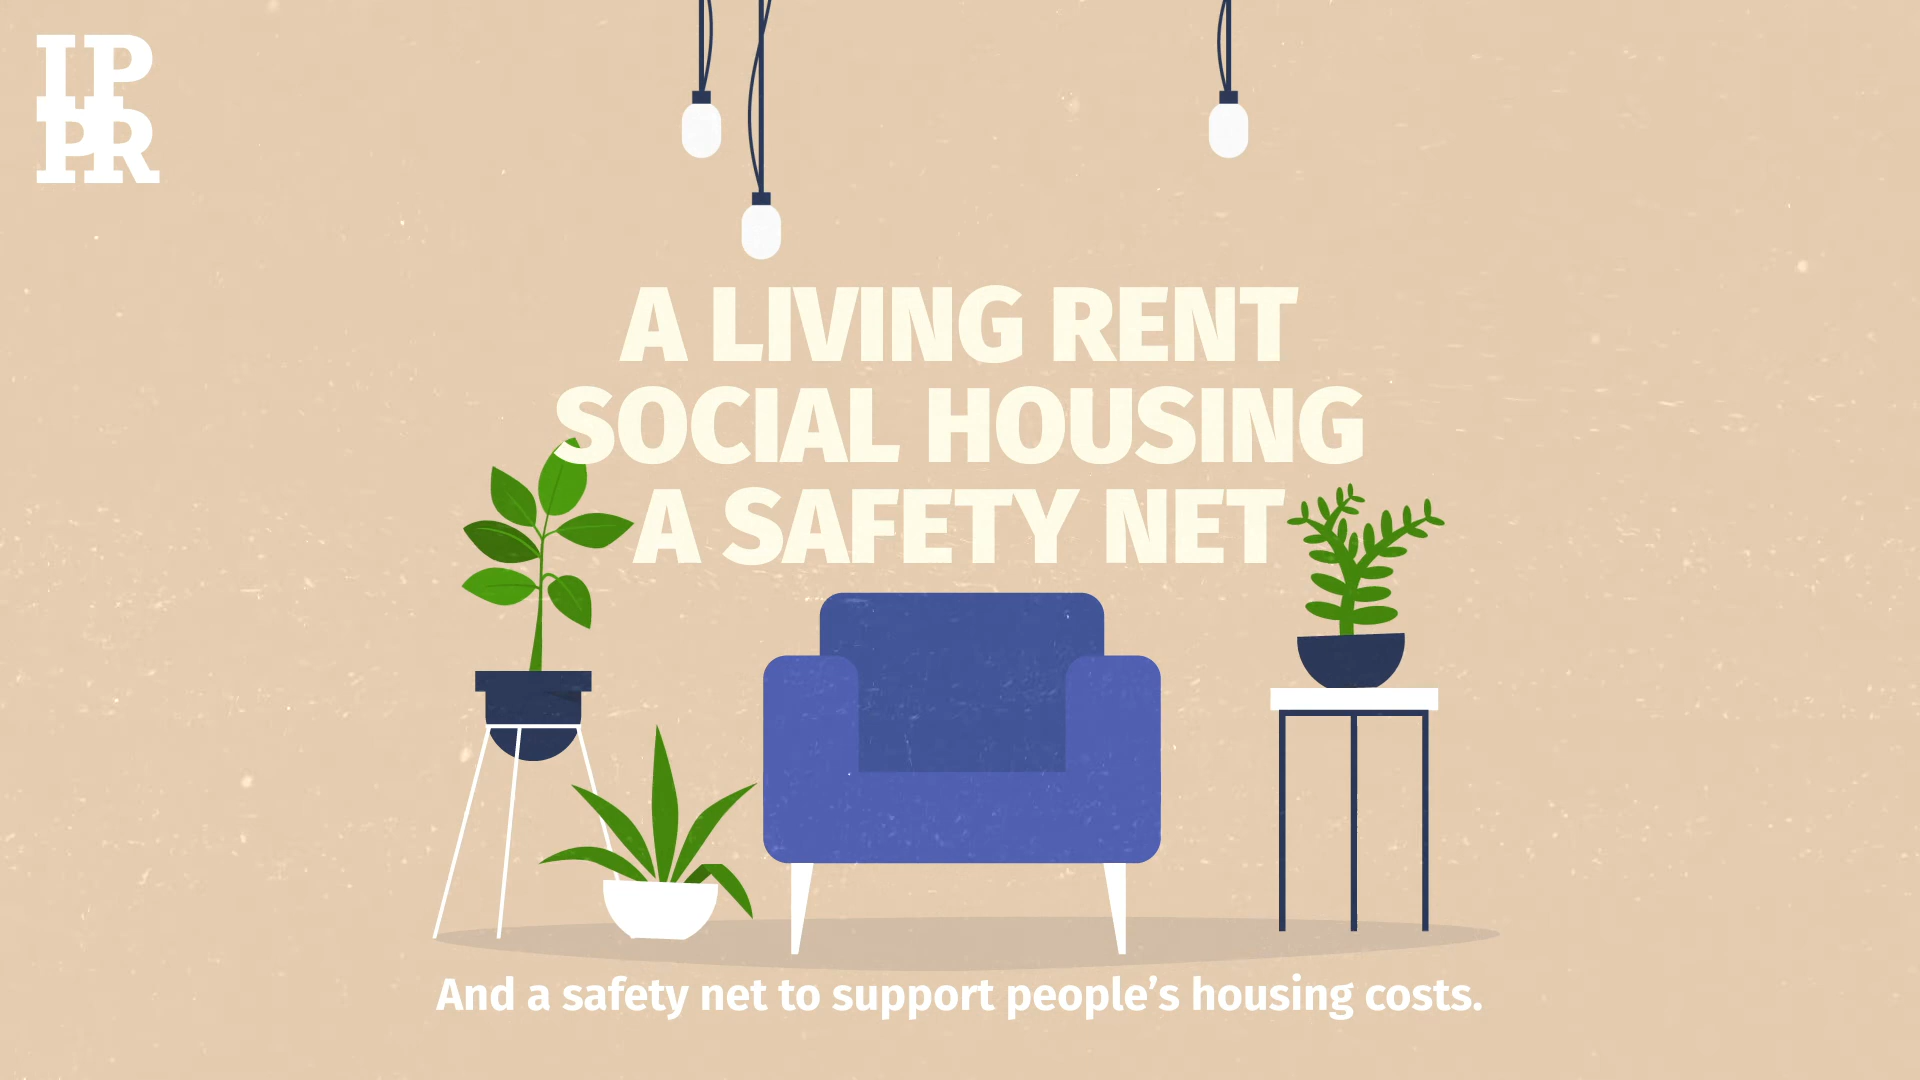 IP
PR
A LIVING RENT
SOCIAL HOUSING
A SAFETY NET
And a safety net to support people’s housing costs.